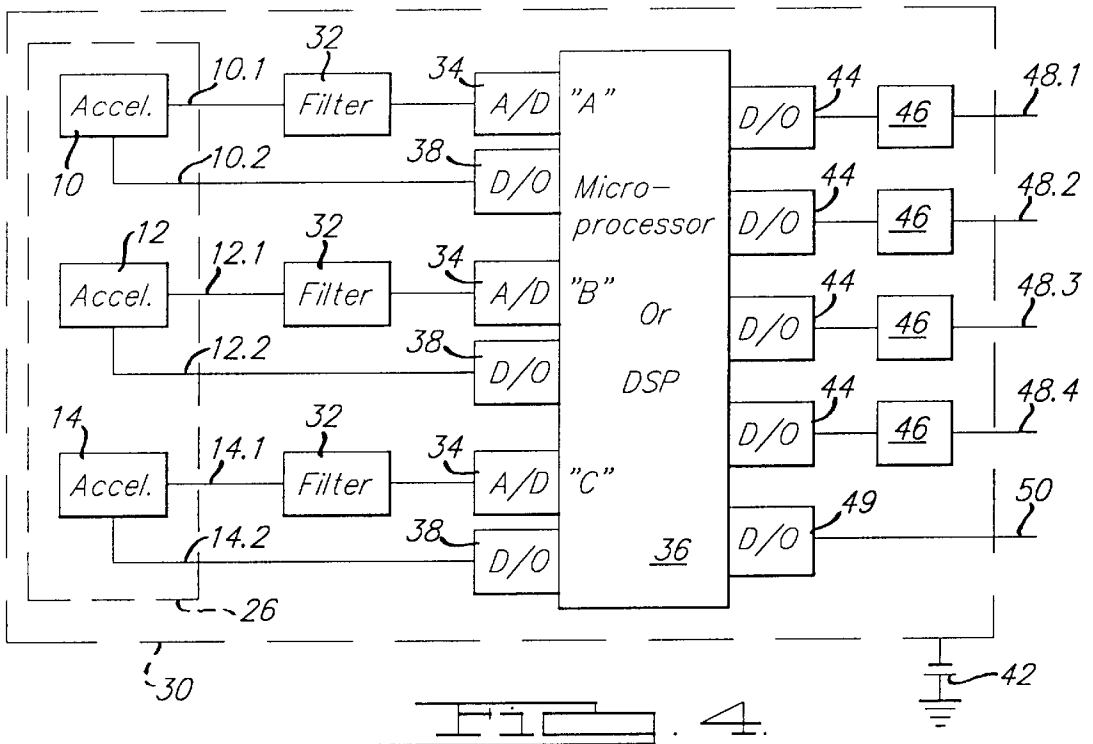 32
10.1
34
Accel.
Filter
A/D
"A"
D/O
44
46
48.1
10
10.2
38
D/O
Micro-
processor
Or
DSP
D/O
44
46
48.2
12
12.1
32
34
Accel.
Filter
A/D
"B"
D/O
44
46
48.3
12.2
38
D/O
D/O
44
46
48.4
14
14.1
32
34
Accel.
Filter
A/D
"C"
14.2
38
D/O
36
D/O
49
50
26
30
42
FIG. 4.